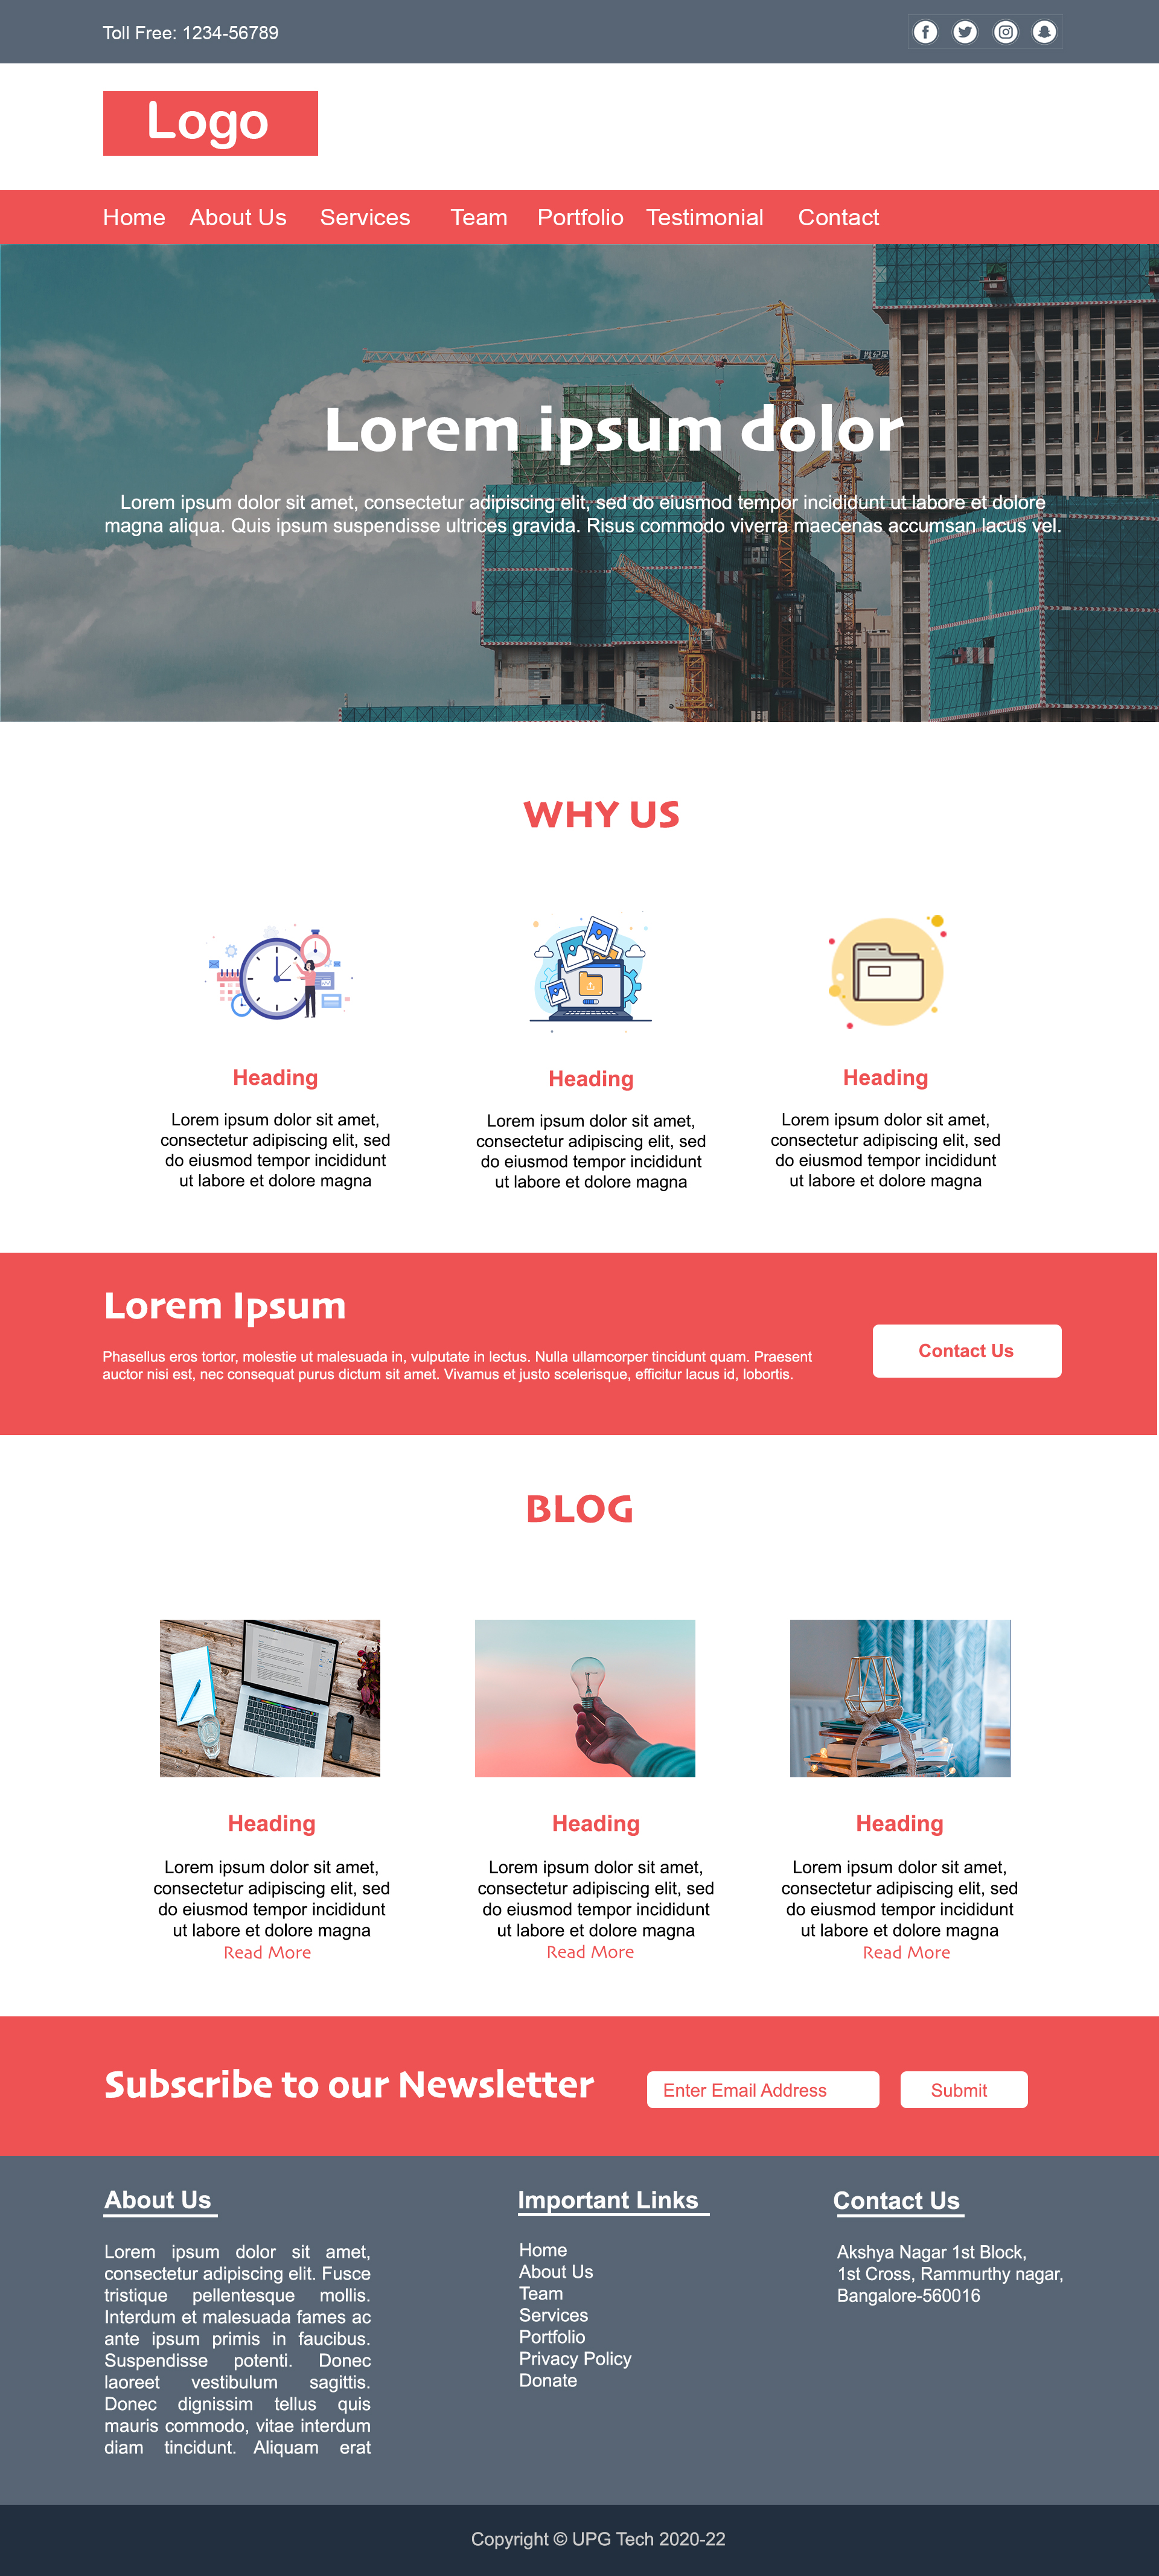 Toll Free: 1234-56789
Logo
Home About Us Services Team Portfolio Testimonial Contact
Lorem ipsum dolor
Lorem ipsum dolor sit amet, consectetur adipiscing elit, sed do eiusmod tempor incididunt ut labore et dolore
magna aliqua. Quis ipsum suspendisse ultrices gravida. Risus commodo viverra maecenas accumsan lacus vel.
WHY US
Heading
Lorem ipsum dolor sit amet,
consectetur adipiscing elit, sed
do eiusmod tempor incididunt
ut labore et dolore magna
Heading
Lorem ipsum dolor sit amet,
consectetur adipiscing elit, sed
do eiusmod tempor incididunt
ut labore et dolore magna
Heading
Lorem ipsum dolor sit amet,
consectetur adipiscing elit, sed
do eiusmod tempor incididunt
ut labore et dolore magna
Lorem Ipsum
Phasellus eros tortor, molestie ut malesuada in, vulputate in lectus. Nulla ullamcorper tincidunt quam. Praesent
auctor nisi est, nec consequat purus dictum sit amet. Vivamus et justo scelerisque, efficitur lacus id, lobortis.
Contact Us
BLOG
Heading
Lorem ipsum dolor sit amet,
consectetur adipiscing elit, sed
do eiusmod tempor incididunt
ut labore et dolore magna
Read More
Heading
Lorem ipsum dolor sit amet,
consectetur adipiscing elit, sed
do eiusmod tempor incididunt
ut labore et dolore magna
Read More
Heading
Lorem ipsum dolor sit amet,
consectetur adipiscing elit, sed
do eiusmod tempor incididunt
ut labore et dolore magna
Read More
Subscribe to our Newsletter
Enter Email Address
Submit
About Us
Lorem ipsum dolor sit amet,
consectetur adipiscing elit. Fusce
tristique pellentesque mollis.
Interdum et malesuada fames ac
ante ipsum primis in faucibus.
Suspendisse potenti. Donec
laoreet vestibulum sagittis.
Donec dignissim tellus quis
mauris commodo, vitae interdum
diam tincidunt. Aliquam erat
Important Links
Home
About Us
Team
Services
Portfolio
Privacy Policy
Donate
Contact Us
Akshya Nagar 1st Block,
1st Cross, Rammurthy nagar,
Bangalore-560016
Copyright © UPG Tech 2020-22